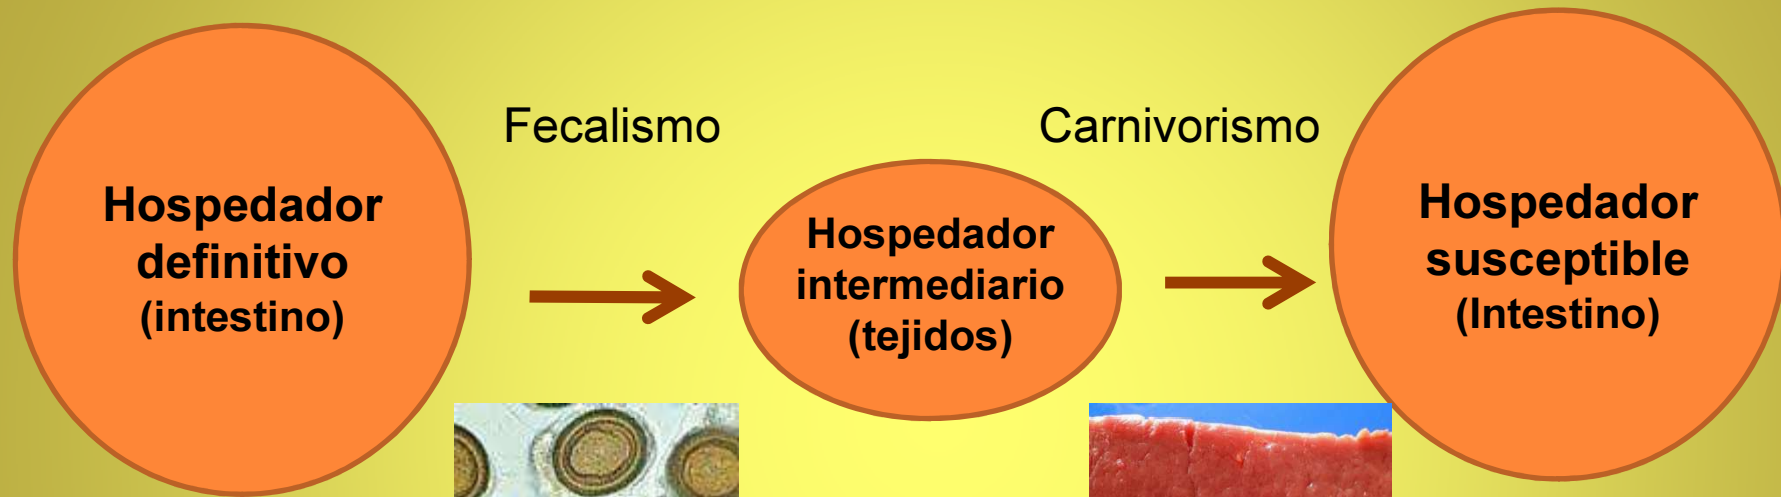 Fecalismo
Carnivorismo
Hospedador
definitivo
(intestino)
Hospedador
intermediario
(tejidos)
Hospedador
susceptible
(Intestino)